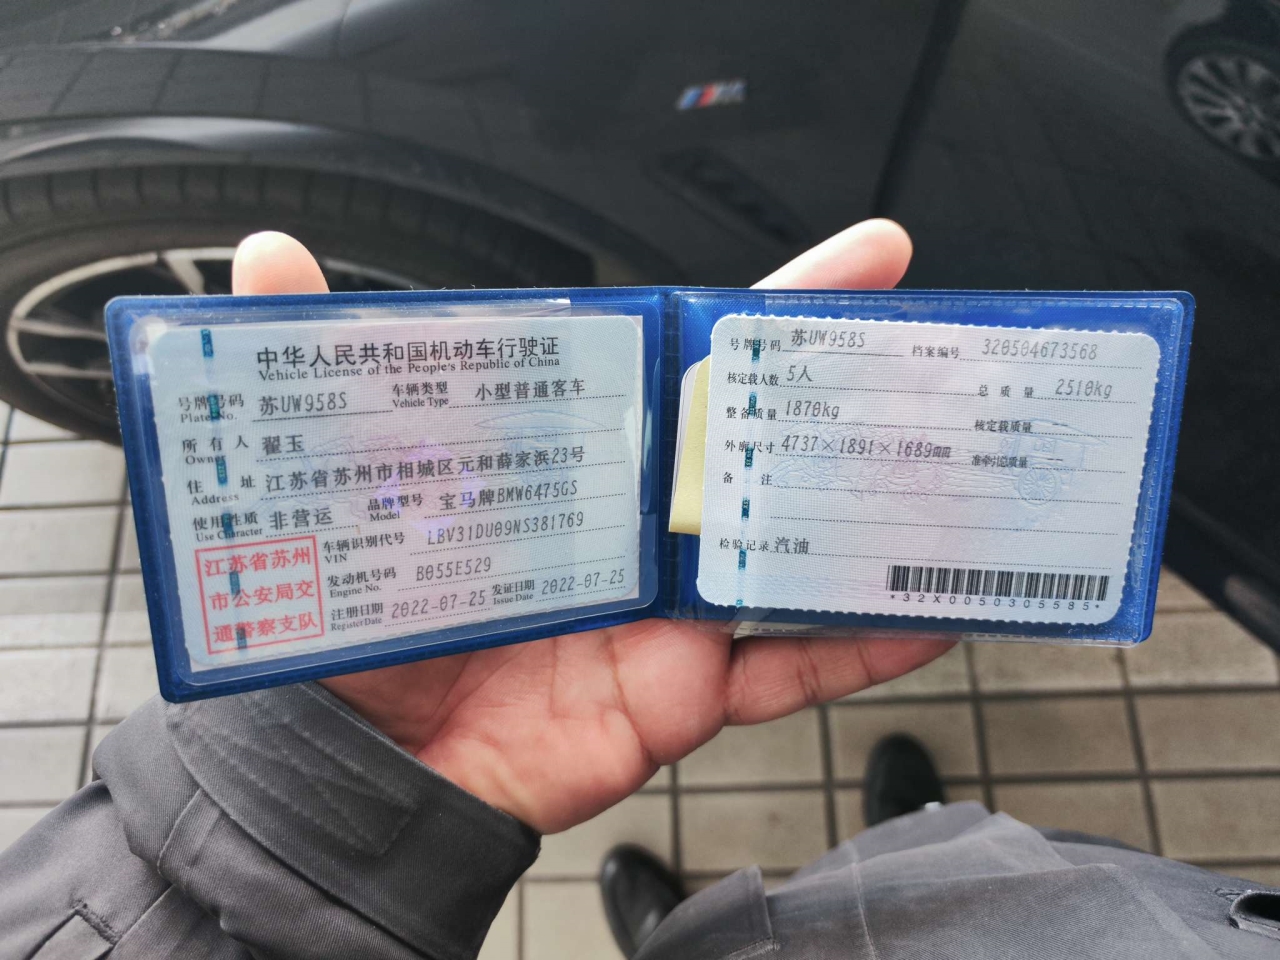 中华人民共和国机动车行驶证
Vehicle License of the People's Republic of China
号牌号码 苏UW958S 车辆类型 小型普通客车
Plate No. Vehicle Type
所有人 翟玉
Owner
住址 江苏省苏州市相城区元和薛家浜23号
Address
使用性质 非营运 品牌型号 宝马牌BMW6475GS
Use Character Model
江苏省苏州
市公安局交
通警察支队
车辆识别代号 LBV31DU09NS381769
VIN
发动机号码 B055E529
Engine No.
注册日期 2022-07-25 发证日期 2022-07-25
Register Date Issue Date
号牌号码 苏UW958S 档案编号 320504673568
核定载人数 5人 总质量 2510kg
整备质量 1870kg 核定载质量 --
外廓尺寸 4737×1891×1689mm 准牵引总质量 --
备注
检验记录 汽油
*32X0050305585*